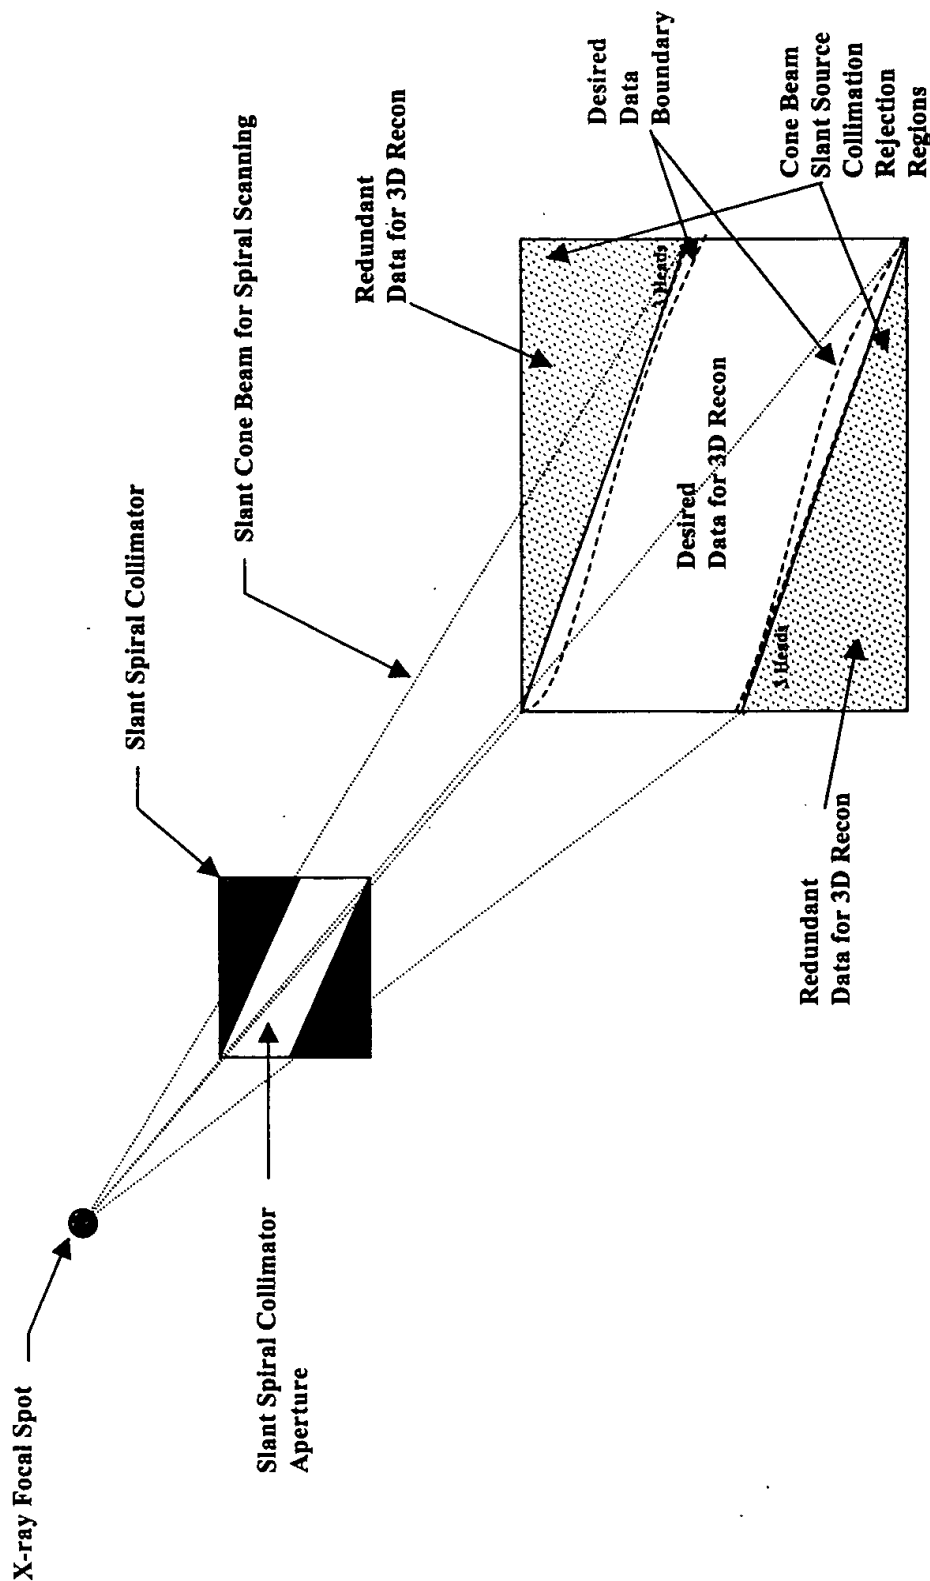 X-ray Focal Spot
Slant Spiral Collimator
Slant Cone Beam for Spiral Scanning
Slant Spiral Collimator
Aperture
Redundant
Data for 3D Recon
Desired
Data
Boundary
Cone Beam
Slant Source
Collimation
Rejection
Regions
Desired
Data for 3D Recon
Redundant
Data for 3D Recon
Heads
Heads